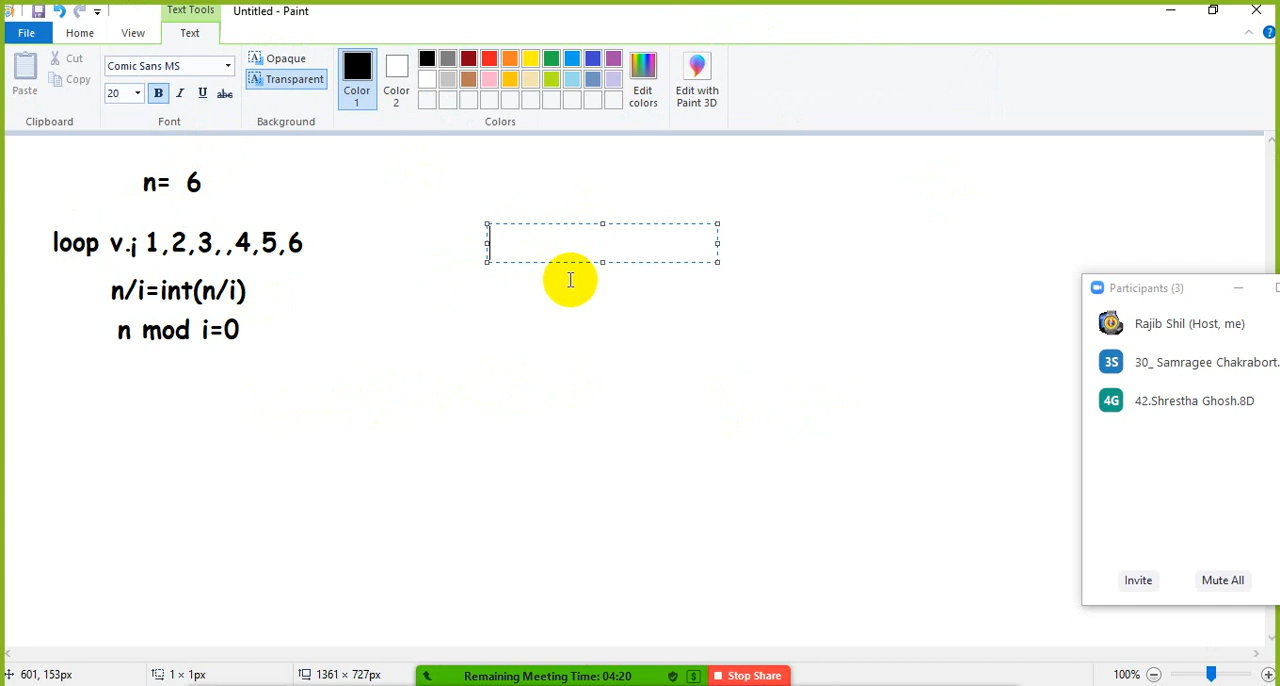 Text Tools
Untitled - Paint
File
Home
View
Text
Paste
Cut
Copy
Clipboard
Comic Sans MS
20
B I U abc
Font
A Opaque
A Transparent
Background
Color 1
Color 2
Edit colors
Colors
Edit with Paint 3D
n= 6
loop v.¡ 1,2,3,,4,5,6
n/i=int(n/i)
n mod i=0
Participants (3)
Rajib Shil (Host, me)
3S 30_ Samragee Chakrabort.
4G 42.Shrestha Ghosh.8D
Invite
Mute All
601, 153px
1 × 1px
1361 × 727px
Remaining Meeting Time: 04:20
$
Stop Share
100%